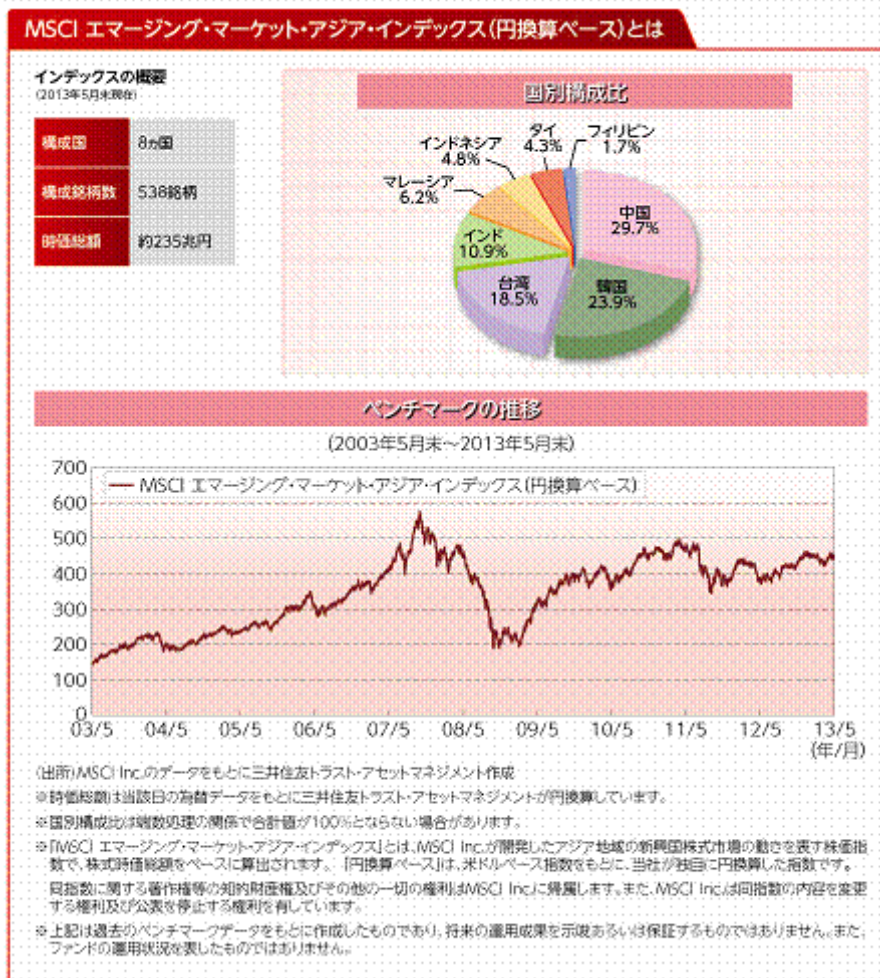 MSCI エマージング・マーケット・アジア・インデックス(円換算ベース)とは
インデックスの概要
(2013年5月末現在)
構成国 8ヵ国
構成銘柄数 538銘柄
時価総額 約235兆円
国別構成比
フィリピン
1.7%
タイ
4.3%
インドネシア
4.8%
マレーシア
6.2%
インド
10.9%
台湾
18.5%
韓国
23.9%
中国
29.7%
ベンチマークの推移
(2003年5月末~2013年5月末)
MSCI エマージング・マーケット・アジア・インデックス(円換算ベース)
700
600
500
400
300
200
100
0
03/5 04/5 05/5 06/5 07/5 08/5 09/5 10/5 11/5 12/5 13/5
(年/月)
(出所)MSCI Inc.のデータをもとに三井住友トラスト・アセットマネジメント作成
※時価総額は当該日の為替データをもとに三井住友トラスト・アセットマネジメントが円換算しています。
※国別構成比は端数処理の関係で合計値が100%とならない場合があります。
※『MSCI エマージング・マーケット・アジア・インデックス』とは、MSCI Inc.が開発したアジア地域の新興国株式市場の動きを表す株価指
数で、株式時価総額をベースに算出されます。『円換算ベース』は、米ドルベース指数をもとに、当社が独自に円換算した指数です。
同指数に関する著作権等の知的財産権及びその他の一切の権利はMSCI Inc.に帰属します。また、MSCI Inc.は同指数の内容を変更
する権利及び公表を停止する権利を有しています。
※上記は過去のベンチマークデータをもとに作成したものであり、将来の運用成果を示唆あるいは保証するものではありません。また、
ファンドの運用状況を表したものではありません。